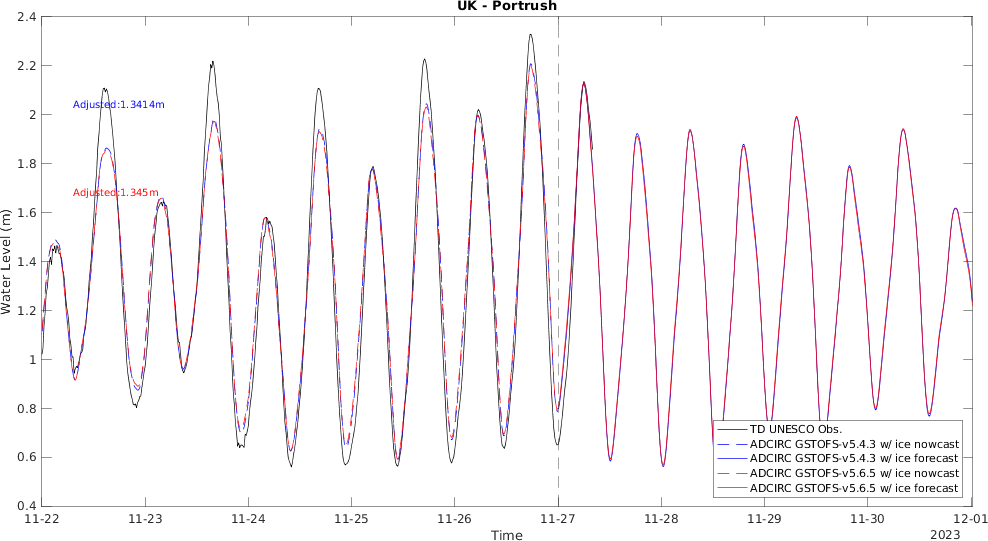 UK - Portrush
2.4
2.2
2
1.8
1.6
1.4
1.2
1
0.8
0.6
0.4
Water Level (m)
Adjusted:1.3414m
Adjusted:1.345m
TD UNESCO Obs.
ADCIRC GSTOFS-v5.4.3 w/ ice nowcast
ADCIRC GSTOFS-v5.4.3 w/ ice forecast
ADCIRC GSTOFS-v5.6.5 w/ ice nowcast
ADCIRC GSTOFS-v5.6.5 w/ ice forecast
11-22 11-23 11-24 11-25 11-26 11-27 11-28 11-29 11-30 12-01
Time
2023